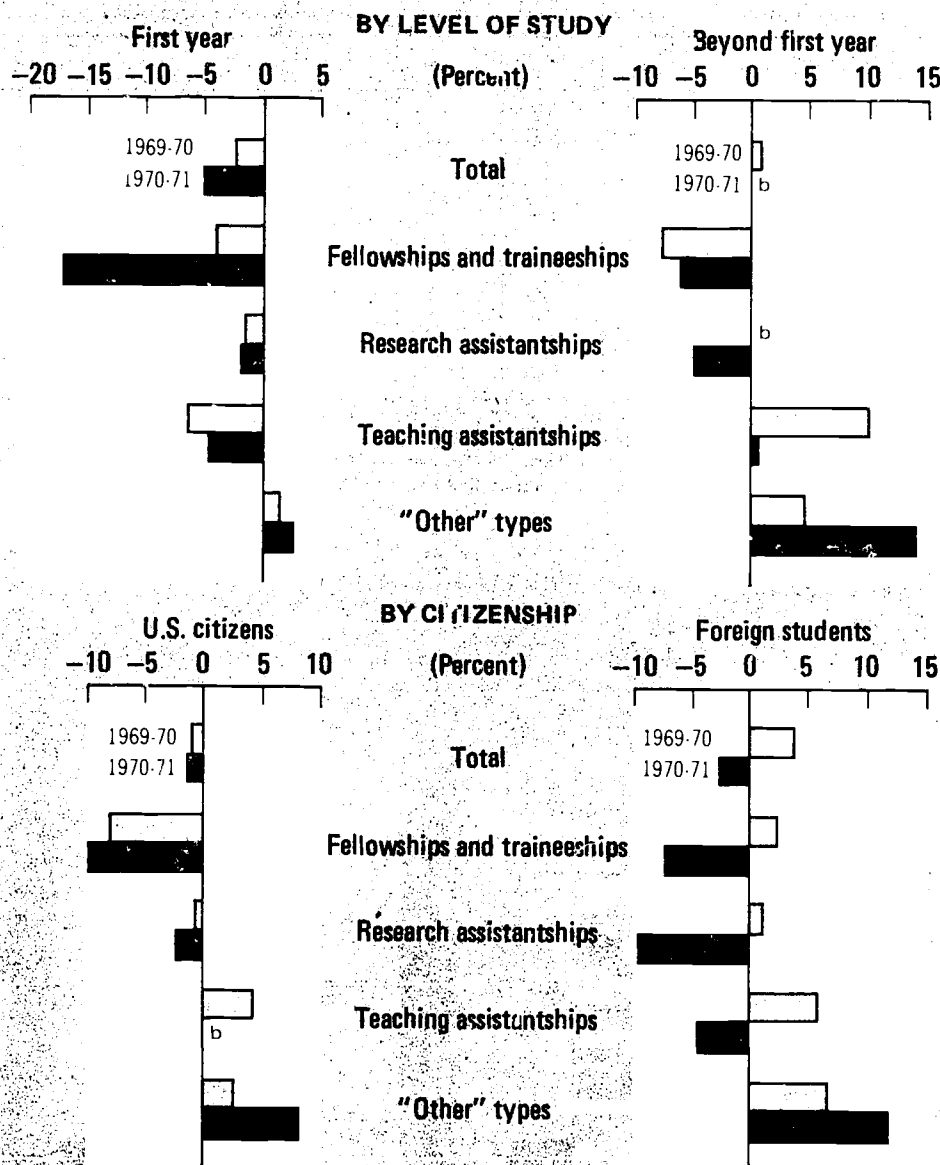 BY LEVEL OF STUDY
First year
(Percent)
Beyond first year
−20 −15 −10 −5 0 5
−10 −5 0 5 10 15
1969-70
1970-71
Total
1969-70
1970-71 b
Fellowships and traineeships
Research assistantships
b
Teaching assistantships
"Other" types
BY CITIZENSHIP
U.S. citizens
(Percent)
Foreign students
−10 −5 0 5 10
−10 −5 0 5 10 15
1969-70
1970-71
Total
1969-70
1970-71
Fellowships and traineeships
Research assistantships
Teaching assistantships
b
"Other" types